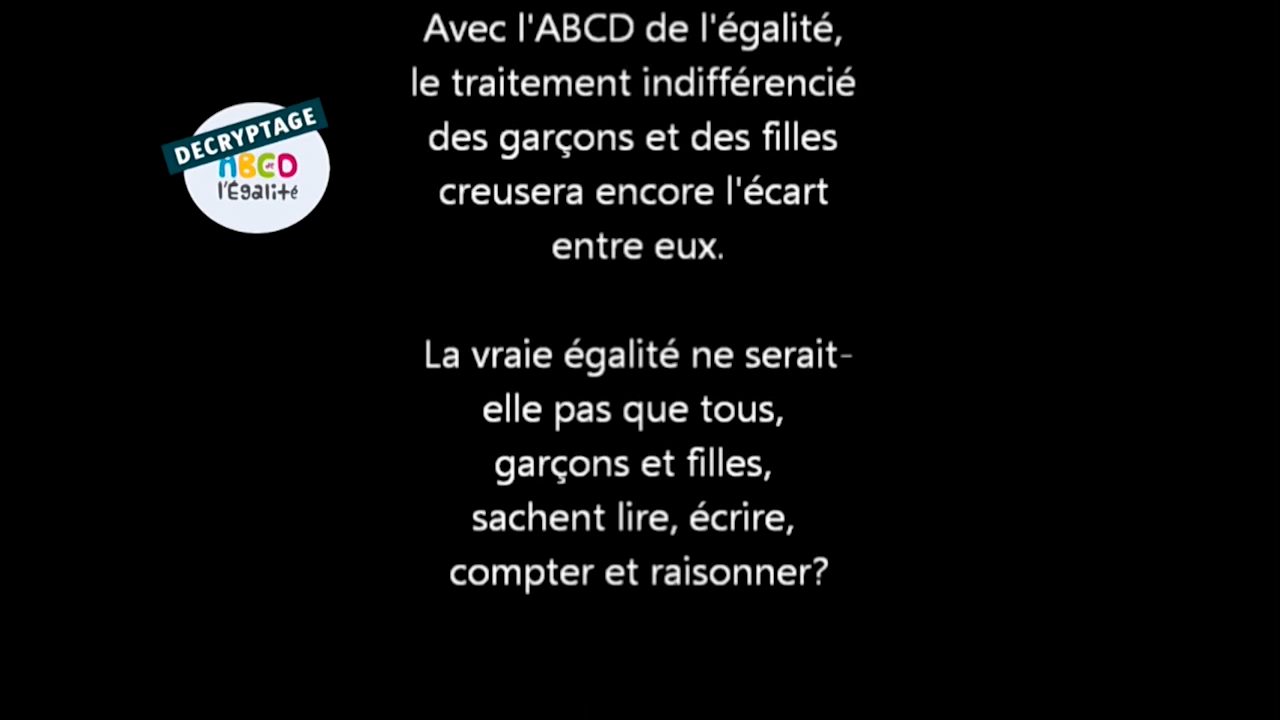 Avec l'ABCD de l'égalité,
le traitement indifférencié
des garçons et des filles
creusera encore l'écart
entre eux.
DECRYPTAGE
ABCD de
l'Égalité
La vraie égalité ne serait-
elle pas que tous,
garçons et filles,
sachent lire, écrire,
compter et raisonner?